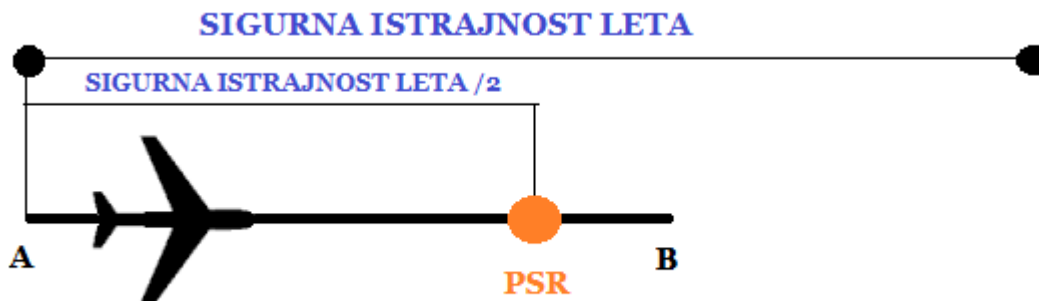 SIGURNA ISTRAJNOST LETA
SIGURNA ISTRAJNOST LETA /2
A
B
PSR